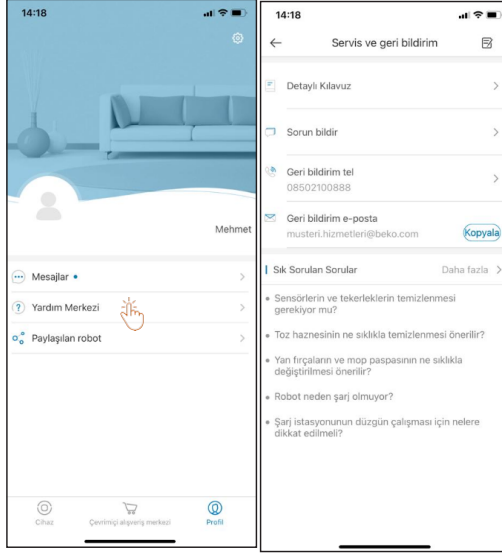 14:18
Mehmet
Mesajlar
Yardım Merkezi
Paylaşılan robot
Cihaz
Çevrimiçi alışveriş merkezi
Profil
14:18
Servis ve geri bildirim
Detaylı Kılavuz
Sorun bildir
Geri bildirim tel
08502100888
Geri bildirim e-posta
musteri.hizmetleri@beko.com
Kopyala
Sık Sorulan Sorular
Daha fazla
Sensörlerin ve tekerleklerin temizlenmesi
gerekiyor mu?
Toz haznesinin ne sıklıkla temizlenmesi önerilir?
Yan fırçaların ve mop paspasının ne sıklıkla
değiştirilmesi önerilir?
Robot neden şarj olmuyor?
Şarj istasyonunun düzgün çalışması için nelere
dikkat edilmeli?